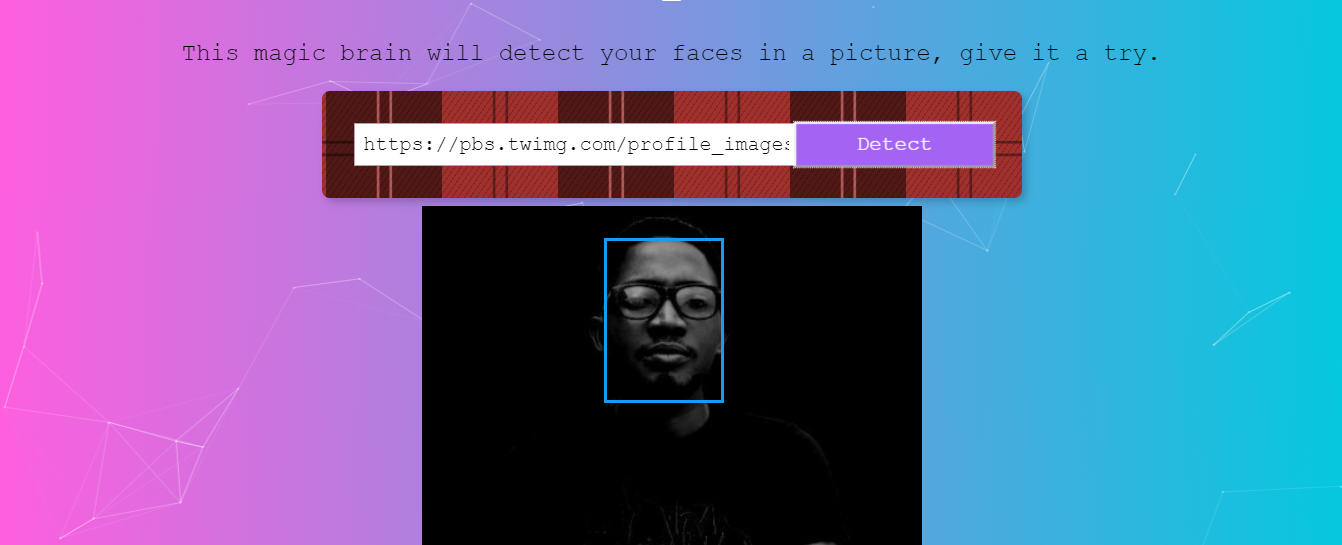 This magic brain will detect your faces in a picture, give it a try.
https://pbs.twimg.com/profile_images
Detect